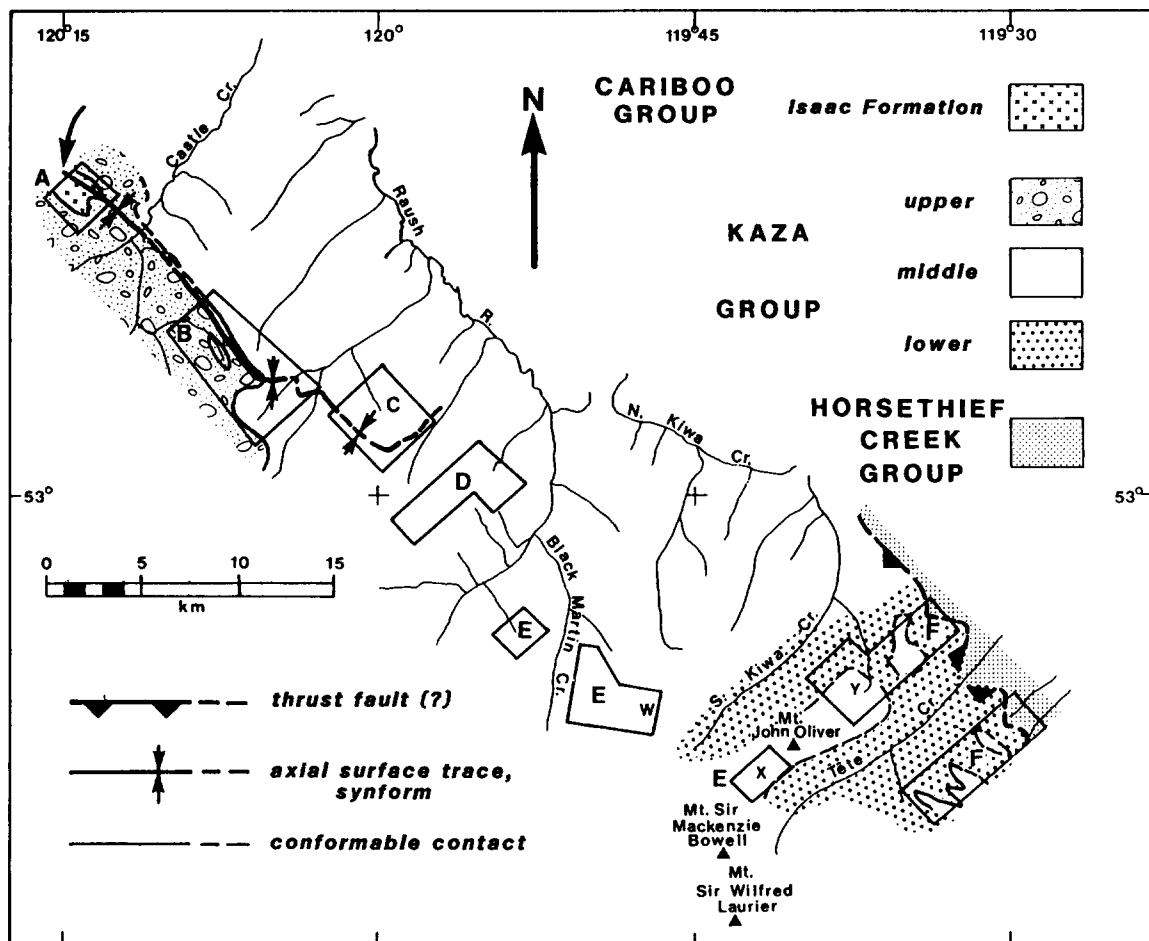 120°15'
120°
119°45'
119°30
CARIBOO
GROUP
Isaac Formation
upper
KAZA
middle
GROUP
lower
HORSETHIEF
CREEK
GROUP
N
Castle Cr.
Raush R.
N. Kiwa Cr.
A
B
C
D
53°
53°
0 5 10 15
km
Black Martin Cr.
E
E
W
S. Kiwa Cr.
F
Y
Mt.
John Oliver
E
X
Tête Cr.
F
Mt. Sir
Mackenzie
Bowell
Mt.
Sir Wilfred
Laurier
thrust fault (?)
axial surface trace,
synform
conformable contact